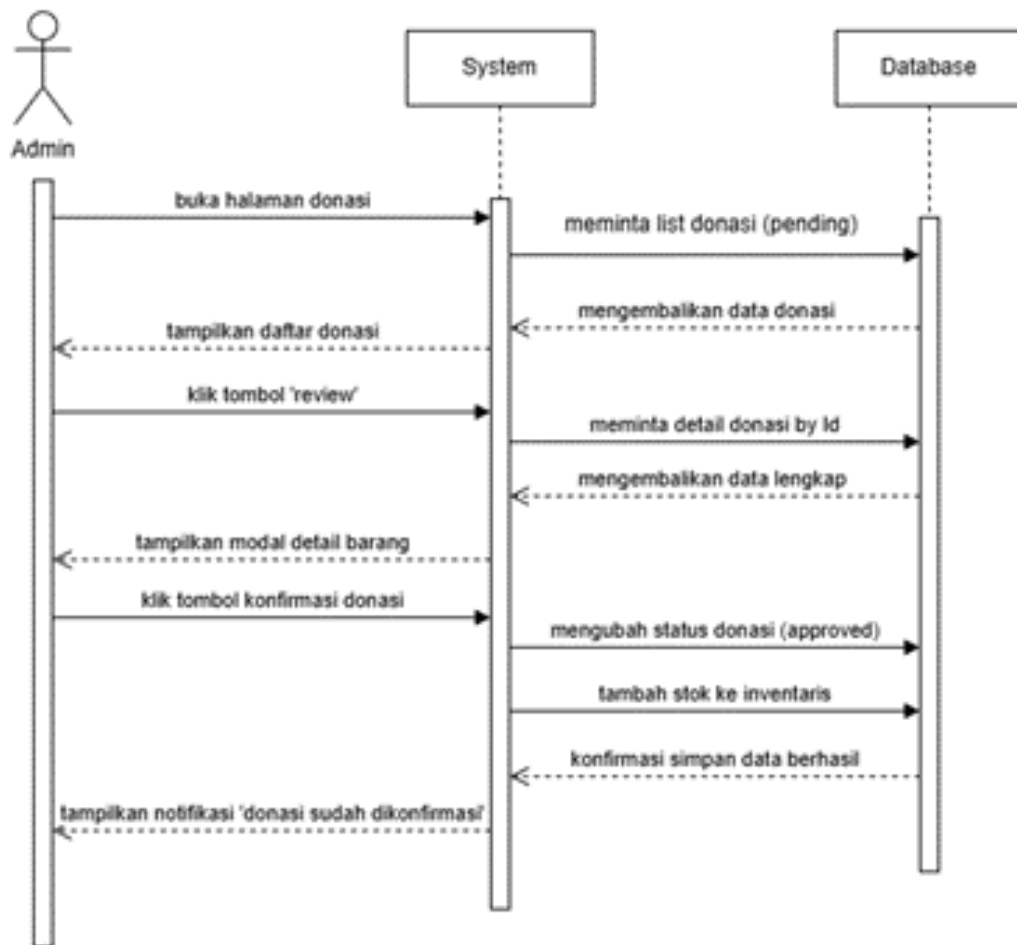 System
Database
Admin
buka halaman donasi
meminta list donasi (pending)
mengembalikan data donasi
tampilkan daftar donasi
klik tombol 'review'
meminta detail donasi by Id
mengembalikan data lengkap
tampilkan modal detail barang
klik tombol konfirmasi donasi
mengubah status donasi (approved)
tambah stok ke inventaris
konfirmasi simpan data berhasil
tampilkan notifikasi 'donasi sudah dikonfirmasi'